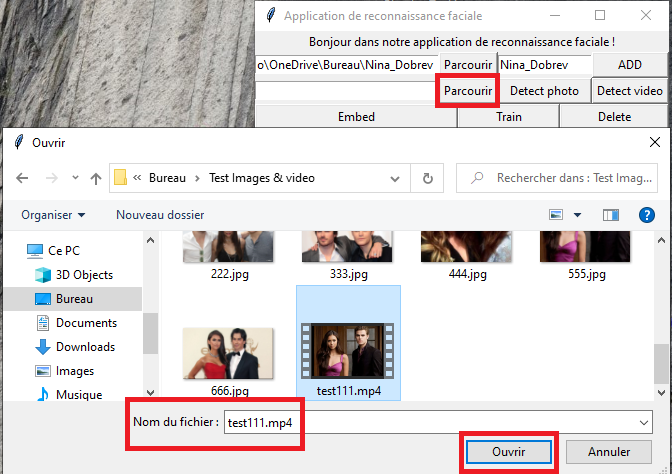 Application de reconnaissance faciale
Bonjour dans notre application de reconnaissance faciale !
o\OneDrive\Bureau\Nina_Dobrev Parcourir Nina_Dobrev ADD
Parcourir Detect photo Detect video
Embed Train Delete
Ouvrir
« Bureau › Test Images & video
Rechercher dans : Test Imag...
Organiser Nouveau dossier
Ce PC
3D Objects
Bureau
Documents
Downloads
Images
Musique
222.jpg 333.jpg 444.jpg 555.jpg
666.jpg test111.mp4
Nom du fichier : test111.mp4
Ouvrir Annuler